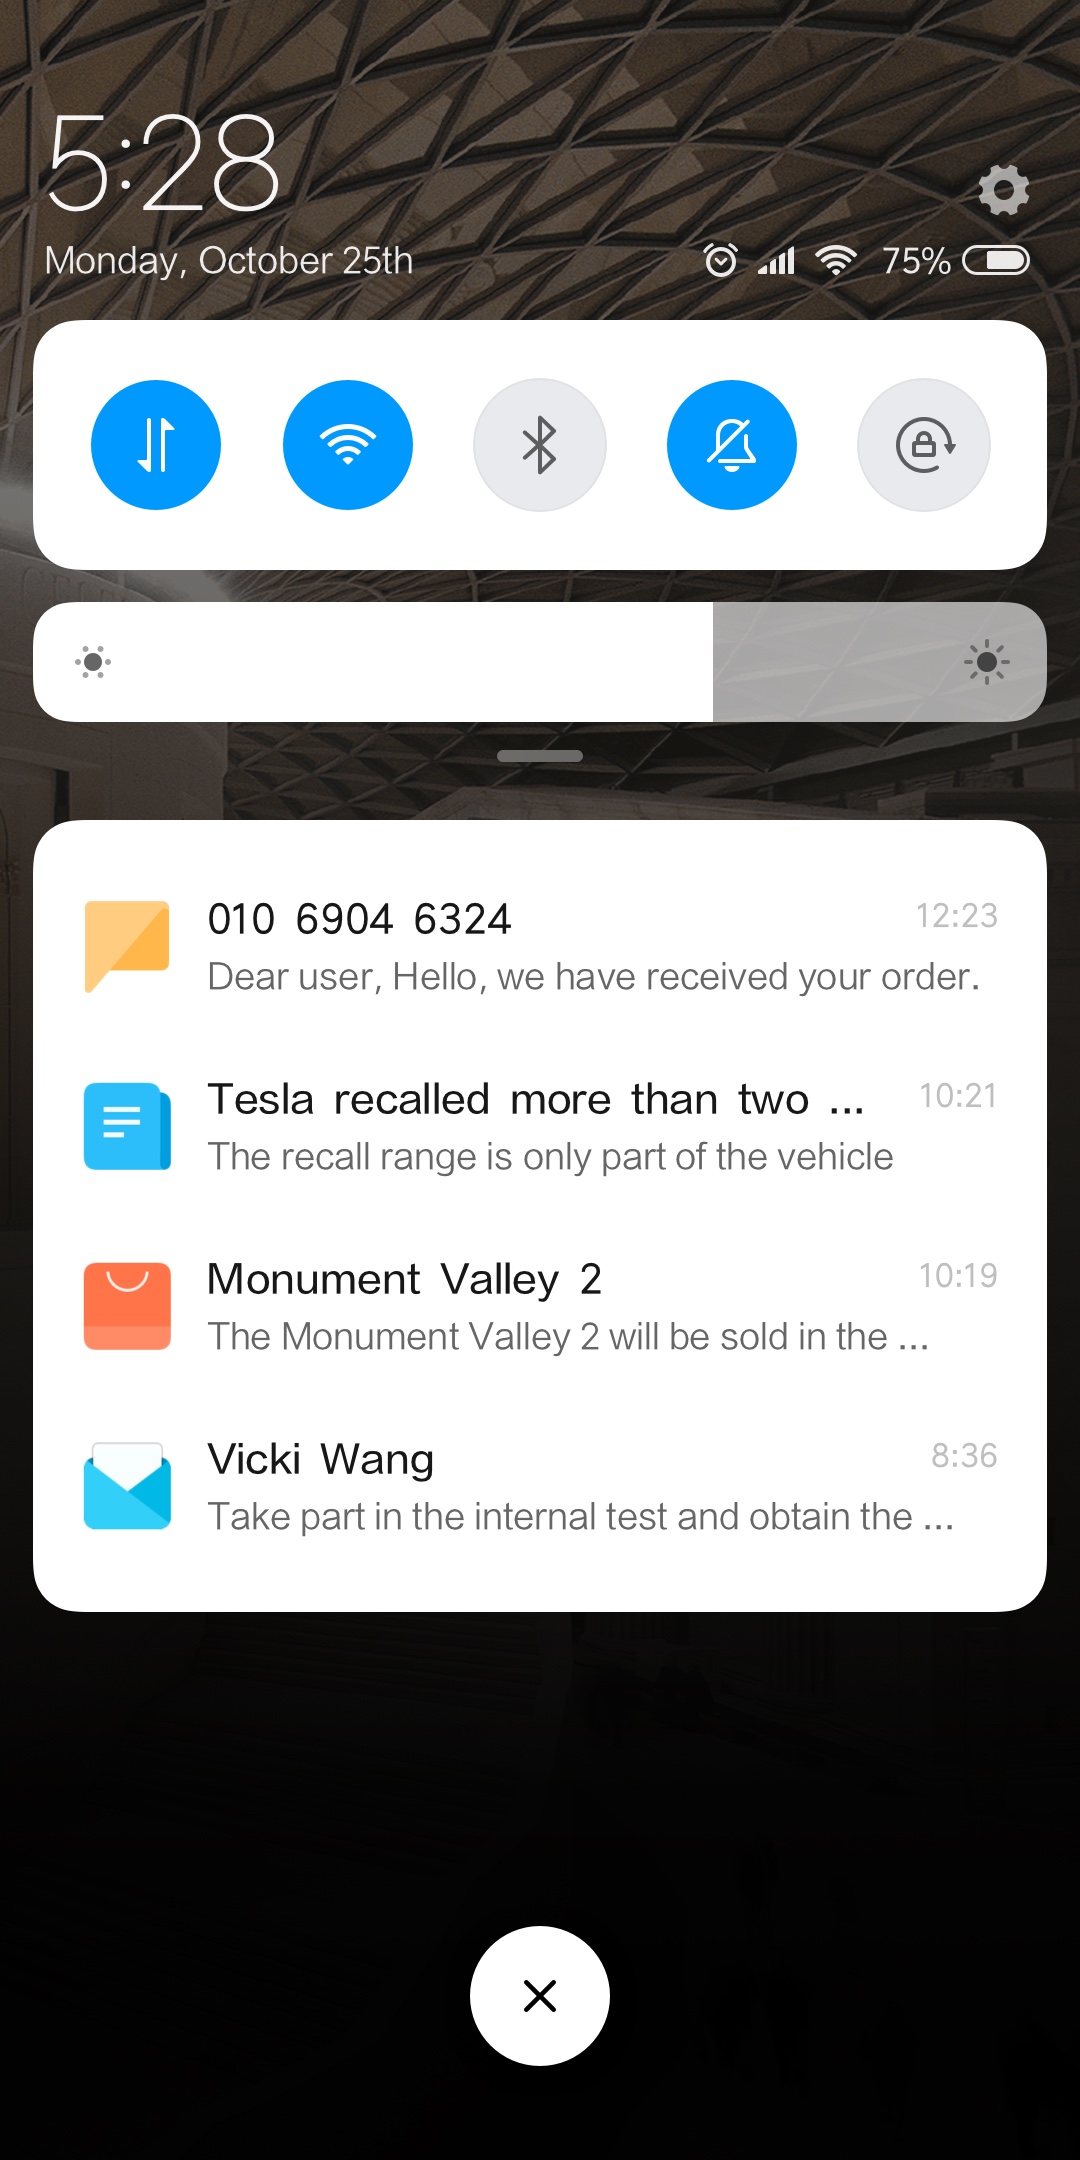 5:28
Monday, October 25th
75%
010 6904 6324
12:23
Dear user, Hello, we have received your order.
Tesla recalled more than two ...
10:21
The recall range is only part of the vehicle
Monument Valley 2
10:19
The Monument Valley 2 will be sold in the ...
Vicki Wang
8:36
Take part in the internal test and obtain the ...